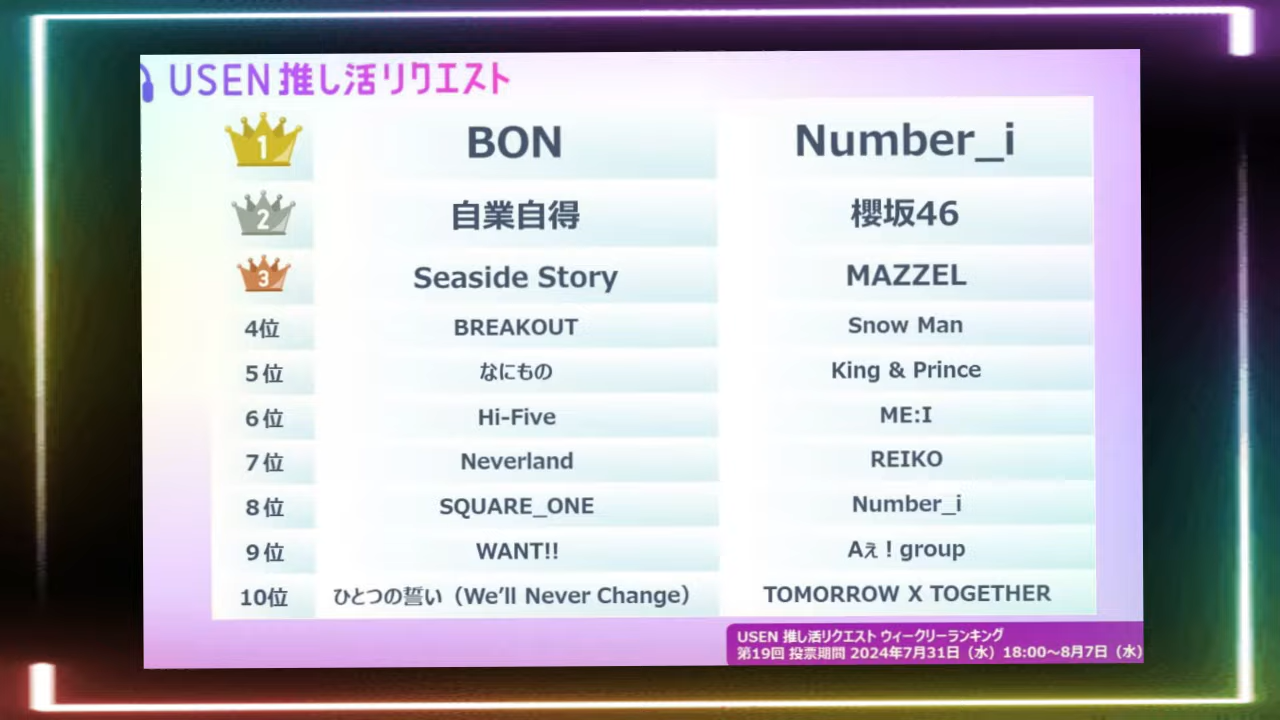 USEN 推し活リクエスト
1 BON Number_i
2 自業自得 櫻坂46
3 Seaside Story MAZZEL
4位 BREAKOUT Snow Man
5位 なにもの King & Prince
6位 Hi-Five ME:I
7位 Neverland REIKO
8位 SQUARE_ONE Number_i
9位 WANT!! Aぇ！group
10位 ひとつの誓い（We’ll Never Change） TOMORROW X TOGETHER
USEN 推し活リクエスト ウィークリーランキング
第19回 投票期間 2024年7月31日（水）18:00～8月7日（水）